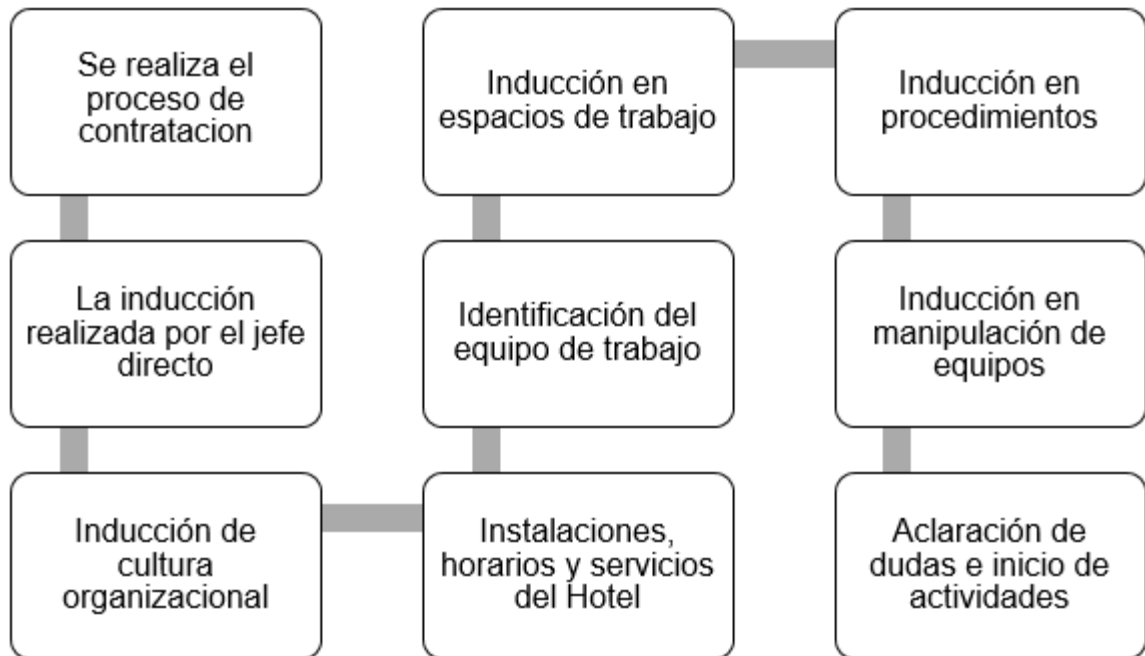 Se realiza el
proceso de
contratacion
La inducción
realizada por el jefe
directo
Inducción de
cultura
organizacional
Instalaciones,
horarios y servicios
del Hotel
Identificación del
equipo de trabajo
Inducción en
espacios de trabajo
Inducción en
procedimientos
Inducción en
manipulación de
equipos
Aclaración de
dudas e inicio de
actividades